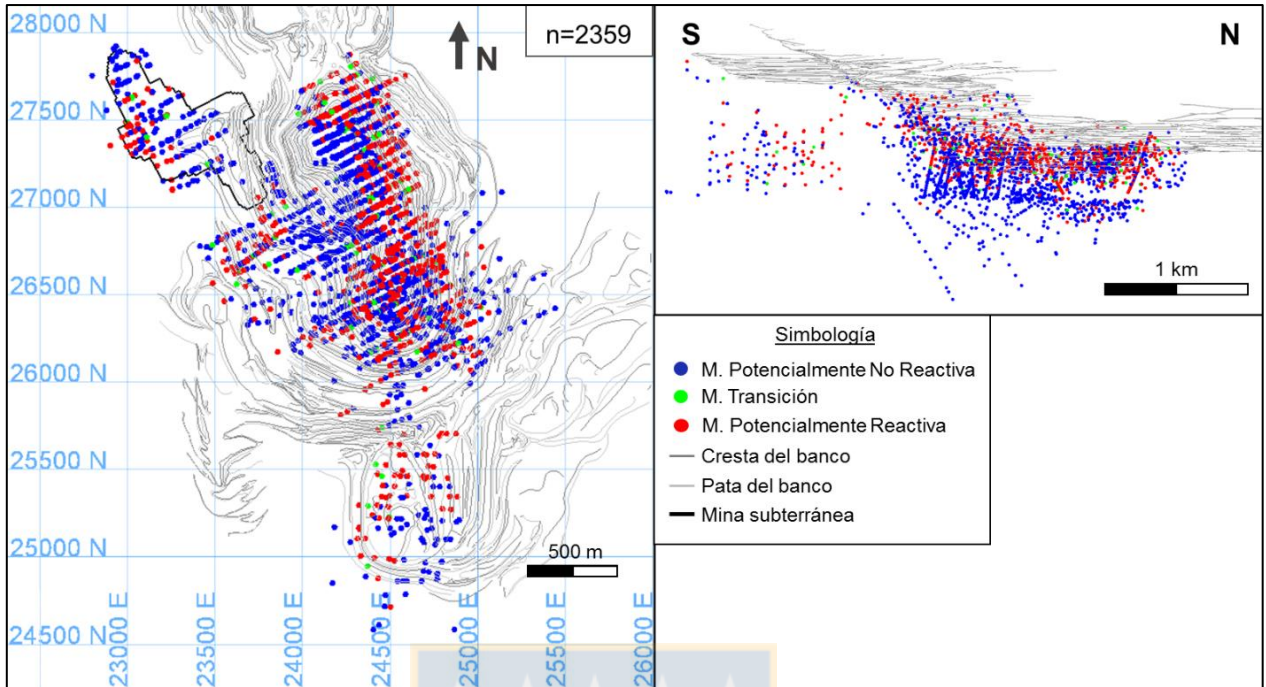 28000 N
27500 N
27000 N
26500 N
26000 N
25500 N
25000 N
24500 N
23000 E
23500 E
24000 E
24500 E
25000 E
25500 E
26000 E
n=2359
N
500 m
S
N
1 km
Simbología
M. Potencialmente No Reactiva
M. Transición
M. Potencialmente Reactiva
Cresta del banco
Pata del banco
Mina subterránea